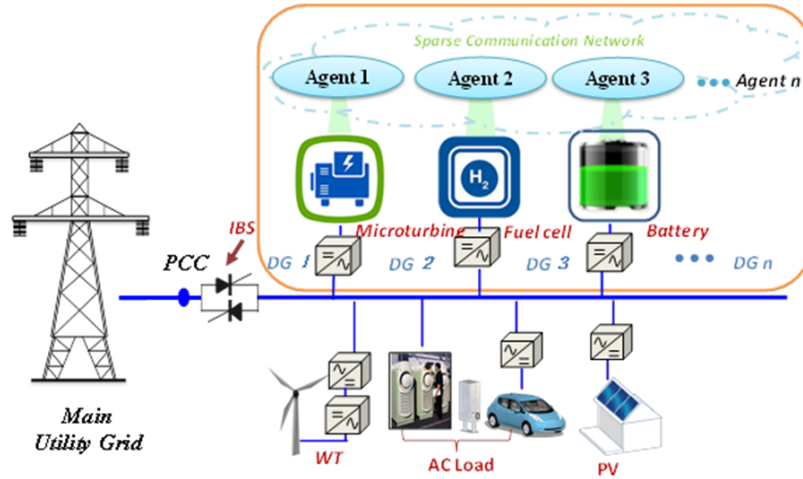 Sparse Communication Network
Agent 1
Agent 2
Agent 3
Agent n
H2
IBS
Microturbine
Fuel cell
Battery
PCC
DG 1
DG 2
DG 3
DG n
Main
Utility Grid
WT
AC Load
PV